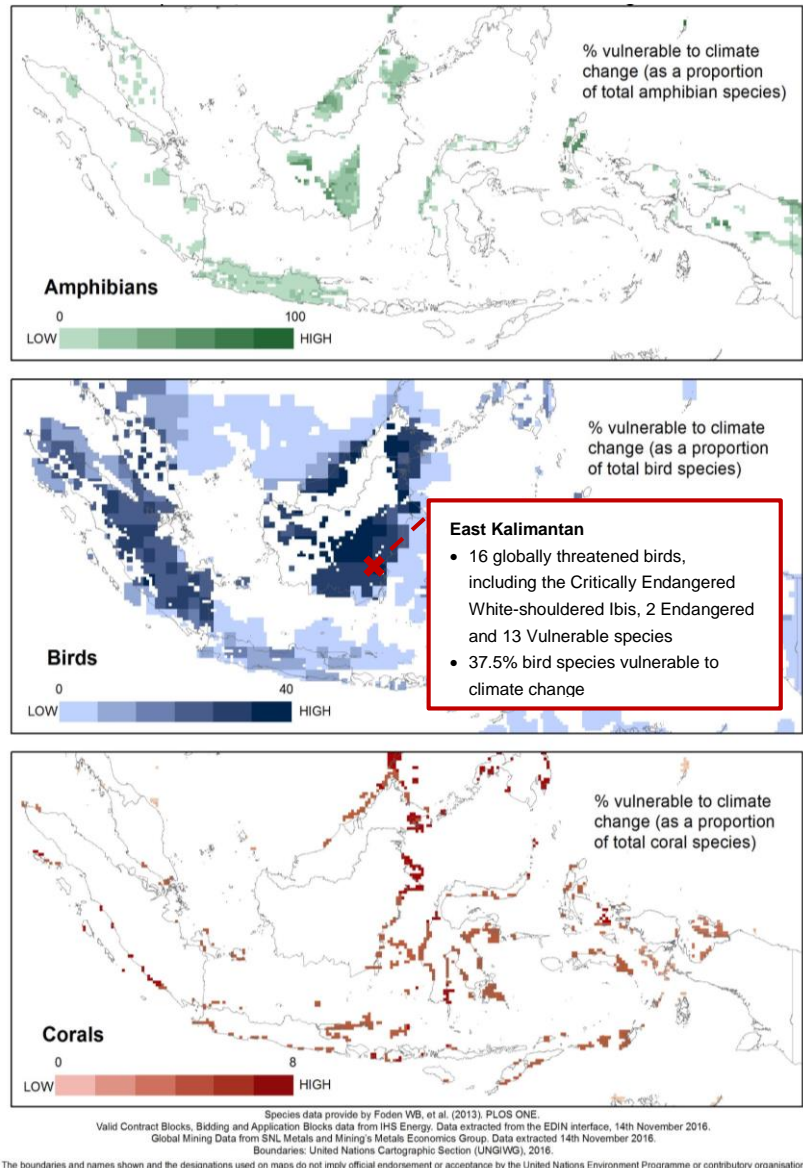 % vulnerable to climate
change (as a proportion
of total amphibian species)
Amphibians
0 100
LOW HIGH
% vulnerable to climate
change (as a proportion
of total bird species)
East Kalimantan
• 16 globally threatened birds,
including the Critically Endangered
White-shouldered Ibis, 2 Endangered
and 13 Vulnerable species
• 37.5% bird species vulnerable to
climate change
Birds
0 40
LOW HIGH
% vulnerable to climate
change (as a proportion
of total coral species)
Corals
0 8
LOW HIGH
Species data provide by Foden WB, et al. (2013). PLOS ONE.
Valid Contract Blocks, Bidding and Application Blocks data from IHS Energy. Data extracted from the EDIN interface, 14th November 2016.
Global Mining Data from SNL Metals and Mining's Metals Economics Group. Data extracted 14th November 2016.
Boundaries: United Nations Cartographic Section (UNGIWG), 2016.
The boundaries and names shown and the designations used on maps do not imply official endorsement or acceptance by the United Nations Environment Programme or contributory